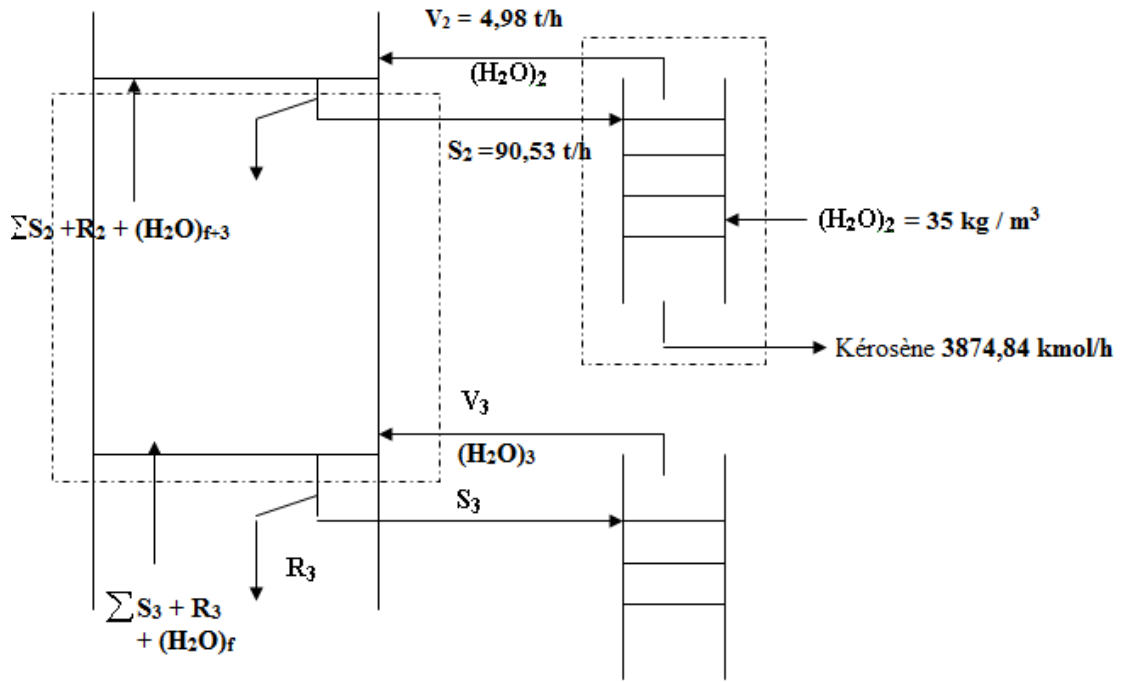 V₂ = 4,98 t/h
(H₂O)₂
S₂ =90,53 t/h
∑S₂ +R₂ + (H₂O)f+3
(H₂O)₂ = 35 kg / m³
Kérosène 3874,84 kmol/h
V₃
(H₂O)₃
S₃
R₃
∑S₃ + R₃
+ (H₂O)f